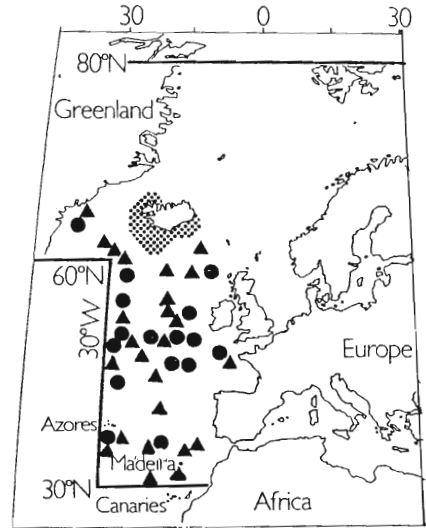 30 0 30
80°N
Greenland
60°N
30°W
Europe
Azores
Madeira
30°N
Canaries
Africa